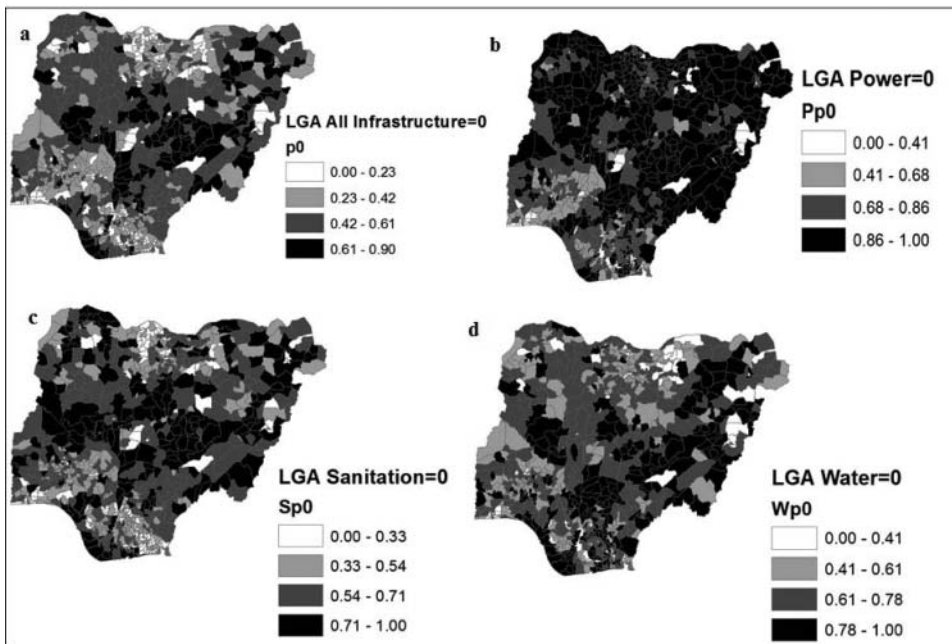 a
LGA All Infrastructure=0
p0
0.00 - 0.23
0.23 - 0.42
0.42 - 0.61
0.61 - 0.90
b
LGA Power=0
Pp0
0.00 - 0.41
0.41 - 0.68
0.68 - 0.86
0.86 - 1.00
c
LGA Sanitation=0
Sp0
0.00 - 0.33
0.33 - 0.54
0.54 - 0.71
0.71 - 1.00
d
LGA Water=0
Wp0
0.00 - 0.41
0.41 - 0.61
0.61 - 0.78
0.78 - 1.00